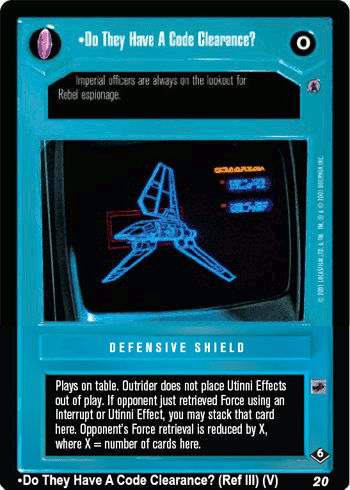 •Do They Have A Code Clearance?
Imperial officers are always on the lookout for
Rebel espionage.
DEFENSIVE SHIELD
Plays on table. Outrider does not place Utinni Effects
out of play. If opponent just retrieved Force using an
Interrupt or Utinni Effect, you may stack that card
here. Opponent's Force retrieval is reduced by X,
where X = number of cards here.
6
•Do They Have A Code Clearance? (Ref III) (V) 20